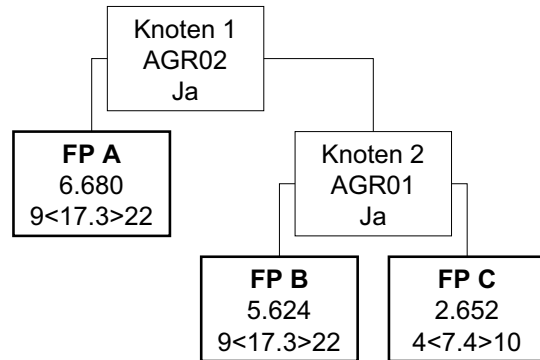 Knoten 1
AGR02
Ja
FP A
6.680
9<17.3>22
Knoten 2
AGR01
Ja
FP B
5.624
9<17.3>22
FP C
2.652
4<7.4>10